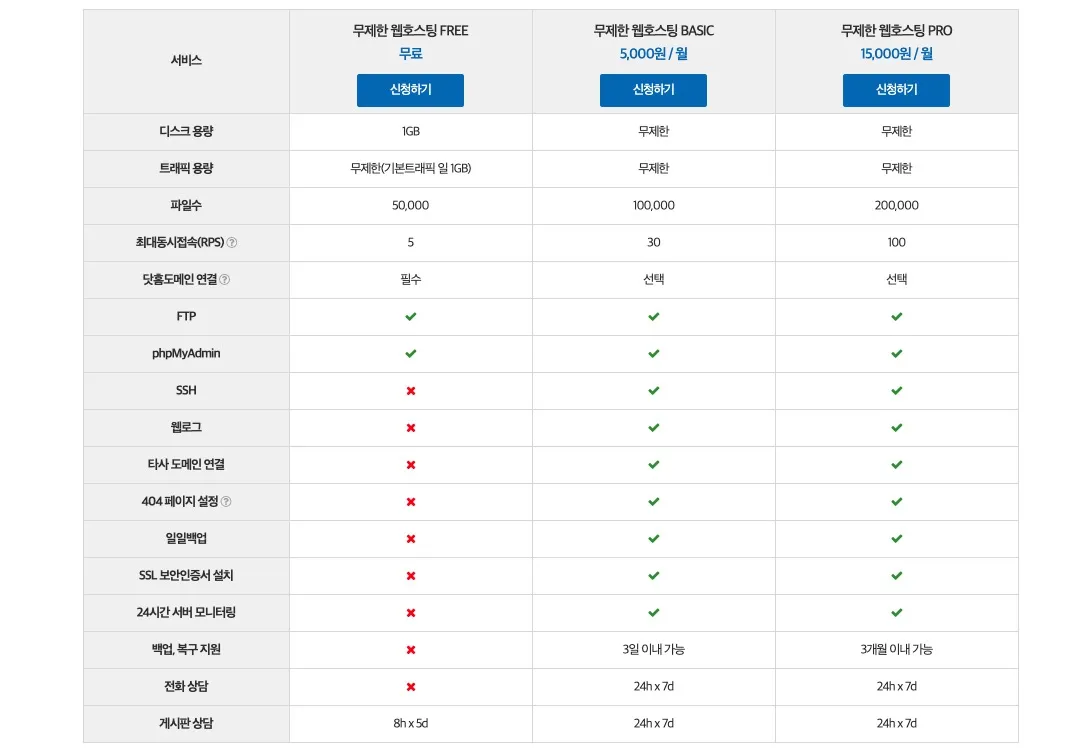 서비스
무제한 웹호스팅 FREE
무료
신청하기
무제한 웹호스팅 BASIC
5,000원 / 월
신청하기
무제한 웹호스팅 PRO
15,000원 / 월
신청하기
디스크 용량 1GB 무제한 무제한
트래픽 용량 무제한(기본트래픽 일 1GB) 무제한 무제한
파일수 50,000 100,000 200,000
최대동시접속(RPS) ? 5 30 100
닷홈도메인 연결 ? 필수 선택 선택
FTP ✔ ✔ ✔
phpMyAdmin ✔ ✔ ✔
SSH ✖ ✔ ✔
웹로그 ✖ ✔ ✔
타사 도메인 연결 ✖ ✔ ✔
404 페이지 설정 ? ✖ ✔ ✔
일일백업 ✖ ✔ ✔
SSL 보안인증서 설치 ✖ ✔ ✔
24시간 서버 모니터링 ✖ ✔ ✔
백업, 복구 지원 ✖ 3일 이내 가능 3개월 이내 가능
전화 상담 ✖ 24h x 7d 24h x 7d
게시판 상담 8h x 5d 24h x 7d 24h x 7d